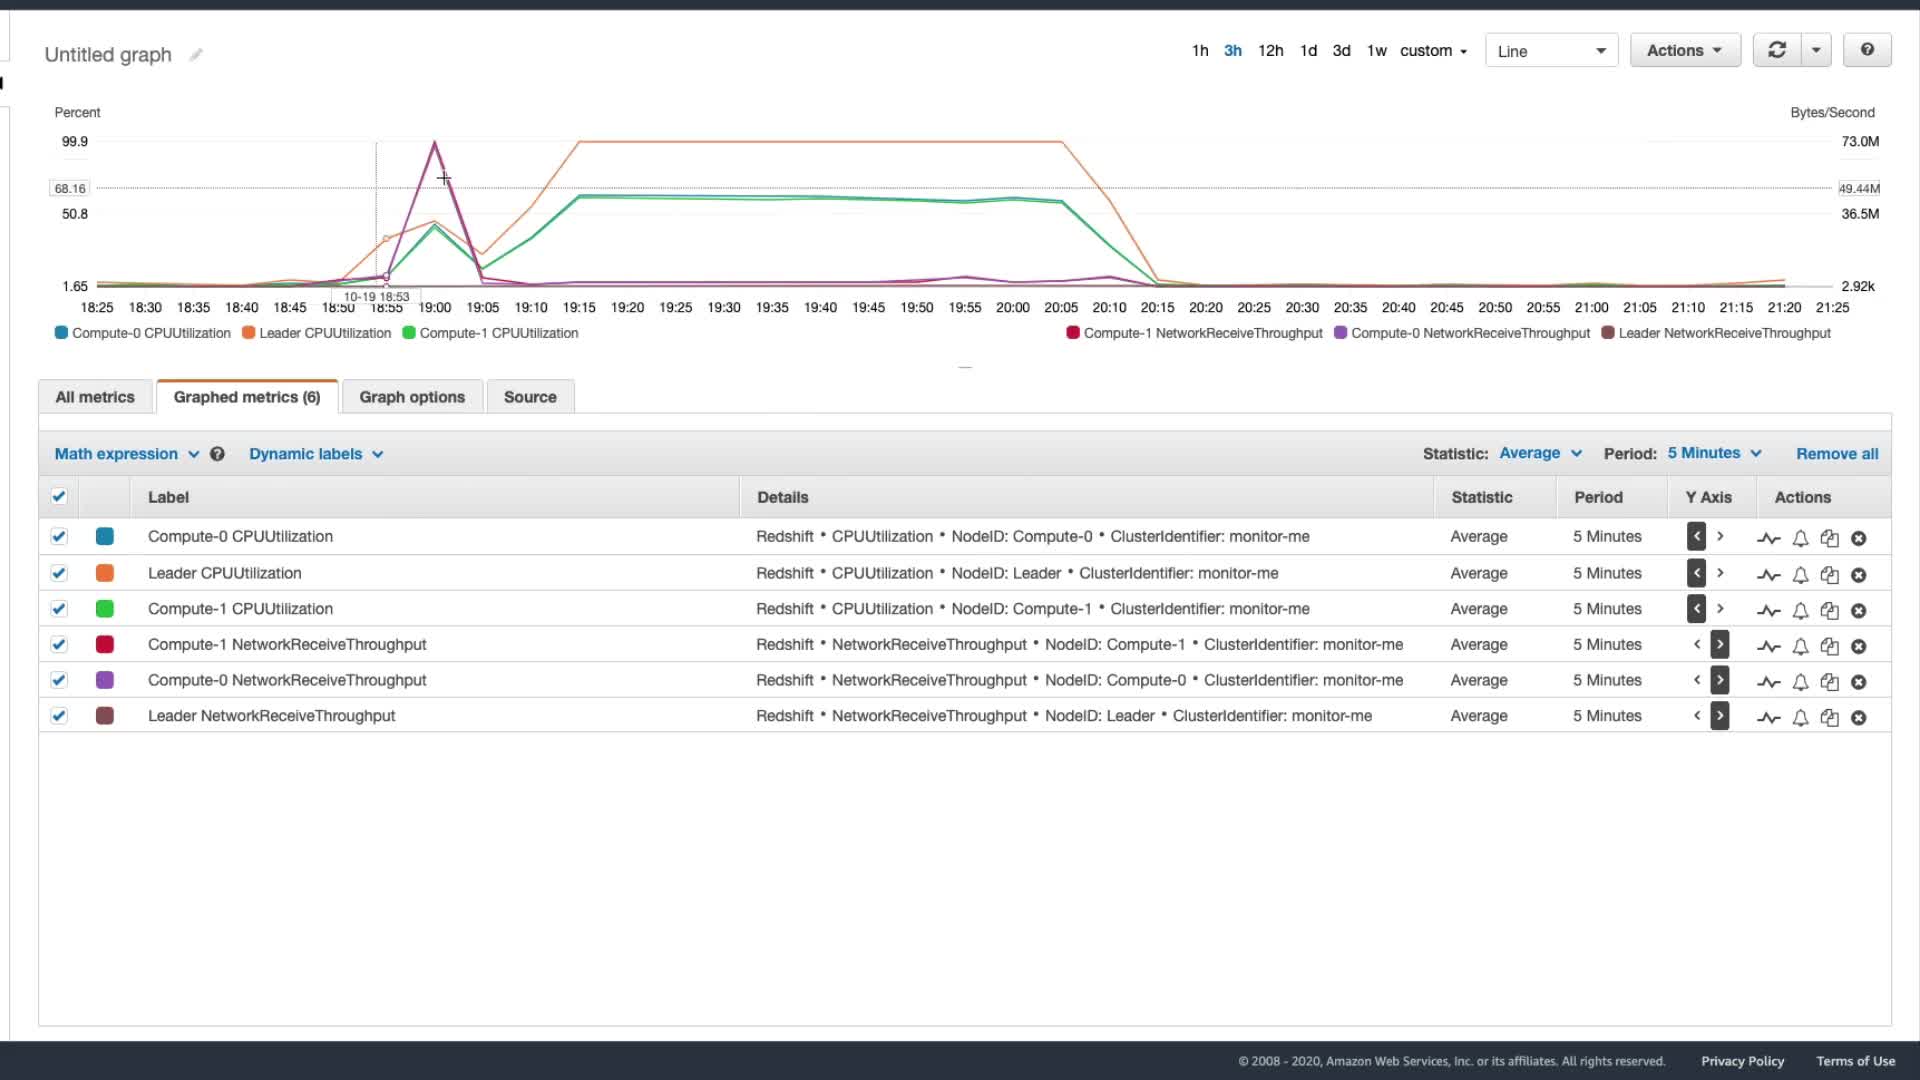 Untitled graph
1h 3h 12h 1d 3d 1w custom Line Actions
Percent Bytes/Second
99.9 73.0M
68.16 49.44M
50.8 36.5M
1.65 2.92k
10-19 18:53
18:25 18:30 18:35 18:40 18:45 18:50 18:55 19:00 19:05 19:10 19:15 19:20 19:25 19:30 19:35 19:40 19:45 19:50 19:55 20:00 20:05 20:10 20:15 20:20 20:25 20:30 20:35 20:40 20:45 20:50 20:55 21:00 21:05 21:10 21:15 21:20 21:25
Compute-0 CPUUtilization Leader CPUUtilization Compute-1 CPUUtilization Compute-1 NetworkReceiveThroughput Compute-0 NetworkReceiveThroughput Leader NetworkReceiveThroughput
All metrics Graphed metrics (6) Graph options Source
Math expression Dynamic labels Statistic: Average Period: 5 Minutes Remove all
Label Details Statistic Period Y Axis Actions
Compute-0 CPUUtilization Redshift • CPUUtilization • NodeID: Compute-0 • ClusterIdentifier: monitor-me Average 5 Minutes
Leader CPUUtilization Redshift • CPUUtilization • NodeID: Leader • ClusterIdentifier: monitor-me Average 5 Minutes
Compute-1 CPUUtilization Redshift • CPUUtilization • NodeID: Compute-1 • ClusterIdentifier: monitor-me Average 5 Minutes
Compute-1 NetworkReceiveThroughput Redshift • NetworkReceiveThroughput • NodeID: Compute-1 • ClusterIdentifier: monitor-me Average 5 Minutes
Compute-0 NetworkReceiveThroughput Redshift • NetworkReceiveThroughput • NodeID: Compute-0 • ClusterIdentifier: monitor-me Average 5 Minutes
Leader NetworkReceiveThroughput Redshift • NetworkReceiveThroughput • NodeID: Leader • ClusterIdentifier: monitor-me Average 5 Minutes
© 2008 - 2020, Amazon Web Services, Inc. or its affiliates. All rights reserved. Privacy Policy Terms of Use